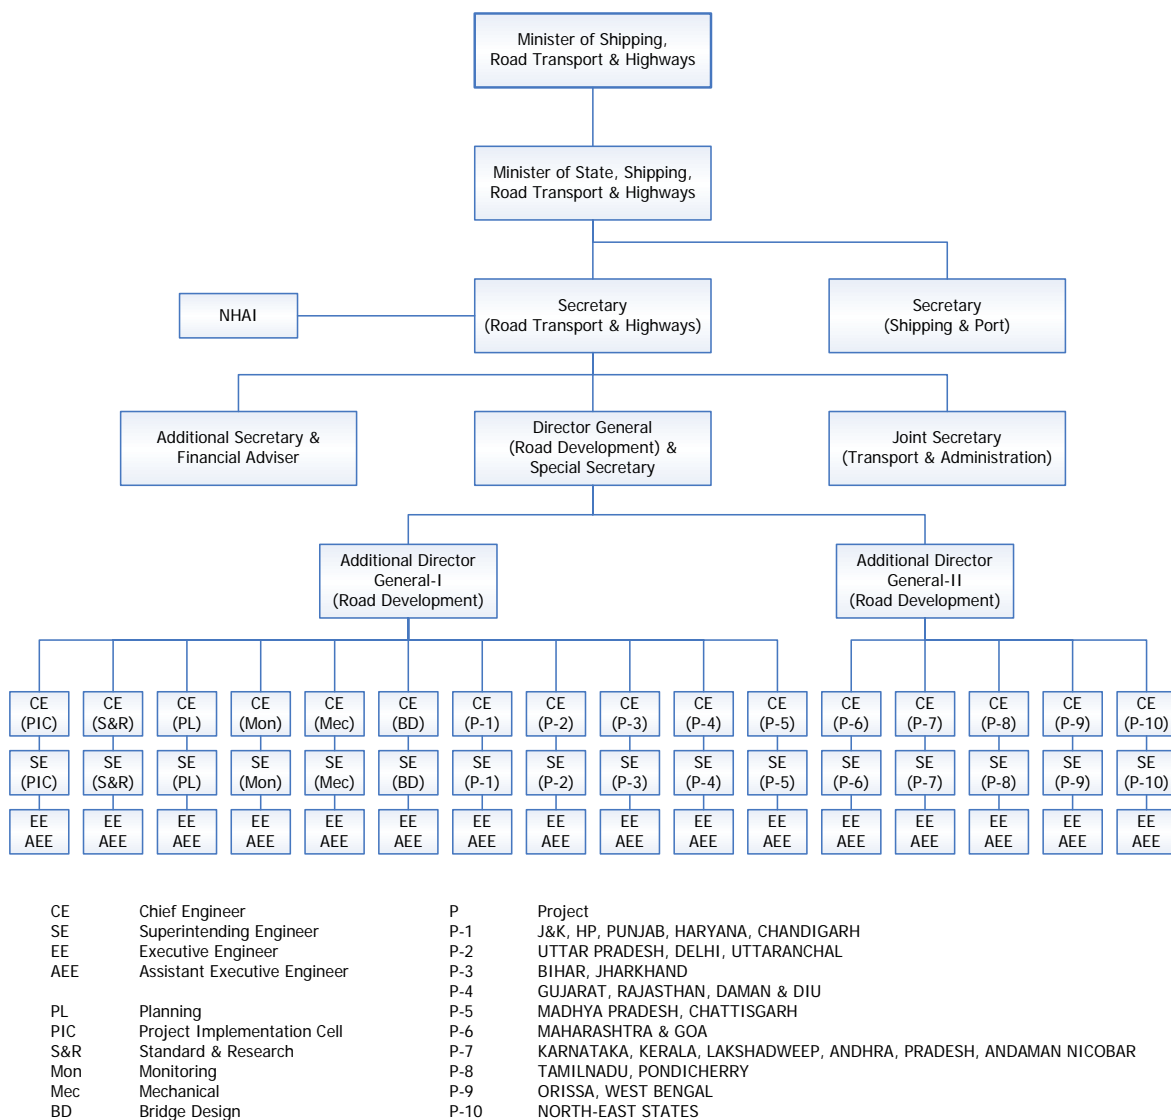 Minister of Shipping,
Road Transport & Highways
Minister of State, Shipping,
Road Transport & Highways
NHAI
Secretary
(Road Transport & Highways)
Secretary
(Shipping & Port)
Additional Secretary &
Financial Adviser
Director General
(Road Development) &
Special Secretary
Joint Secretary
(Transport & Administration)
Additional Director
General-I
(Road Development)
Additional Director
General-II
(Road Development)
CE CE CE CE CE CE CE CE CE CE CE CE CE CE CE CE
(PIC) (S&R) (PL) (Mon) (Mec) (BD) (P-1) (P-2) (P-3) (P-4) (P-5) (P-6) (P-7) (P-8) (P-9) (P-10)
SE SE SE SE SE SE SE SE SE SE SE SE SE SE SE SE
(PIC) (S&R) (PL) (Mon) (Mec) (BD) (P-1) (P-2) (P-3) (P-4) (P-5) (P-6) (P-7) (P-8) (P-9) (P-10)
EE EE EE EE EE EE EE EE EE EE EE EE EE EE EE EE
AEE AEE AEE AEE AEE AEE AEE AEE AEE AEE AEE AEE AEE AEE AEE AEE
CE Chief Engineer
SE Superintending Engineer
EE Executive Engineer
AEE Assistant Executive Engineer
PL Planning
PIC Project Implementation Cell
S&R Standard & Research
Mon Monitoring
Mec Mechanical
BD Bridge Design
P Project
P-1 J&K, HP, PUNJAB, HARYANA, CHANDIGARH
P-2 UTTAR PRADESH, DELHI, UTTARANCHAL
P-3 BIHAR, JHARKHAND
P-4 GUJARAT, RAJASTHAN, DAMAN & DIU
P-5 MADHYA PRADESH, CHATTISGARH
P-6 MAHARASHTRA & GOA
P-7 KARNATAKA, KERALA, LAKSHADWEEP, ANDHRA, PRADESH, ANDAMAN NICOBAR
P-8 TAMILNADU, PONDICHERRY
P-9 ORISSA, WEST BENGAL
P-10 NORTH-EAST STATES